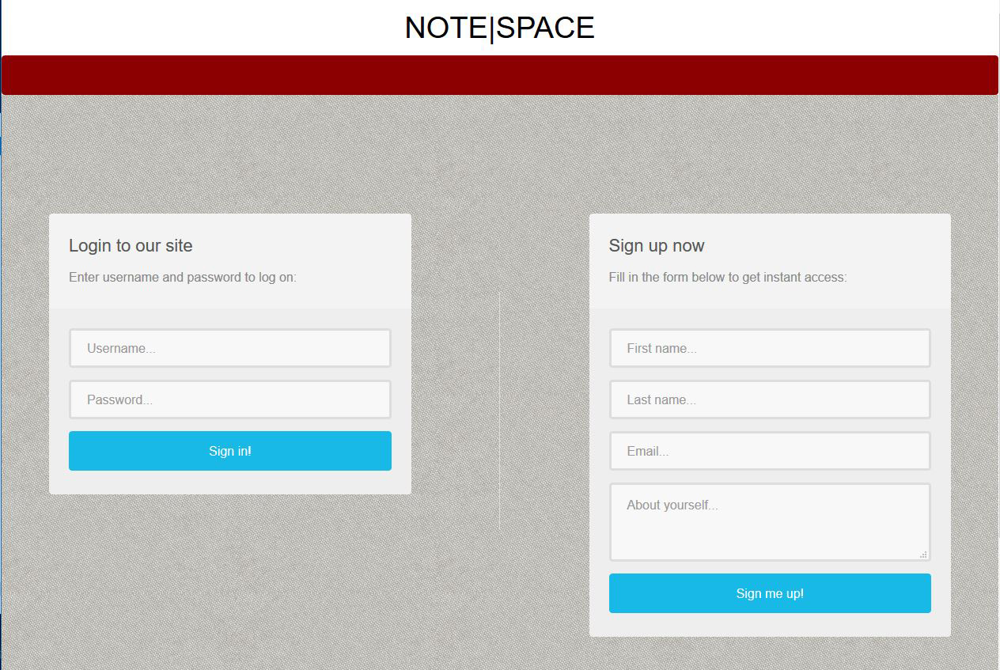 NOTE|SPACE
Login to our site
Enter username and password to log on:
Username...
Password...
Sign in!
Sign up now
Fill in the form below to get instant access:
First name...
Last name...
Email...
About yourself...
Sign me up!